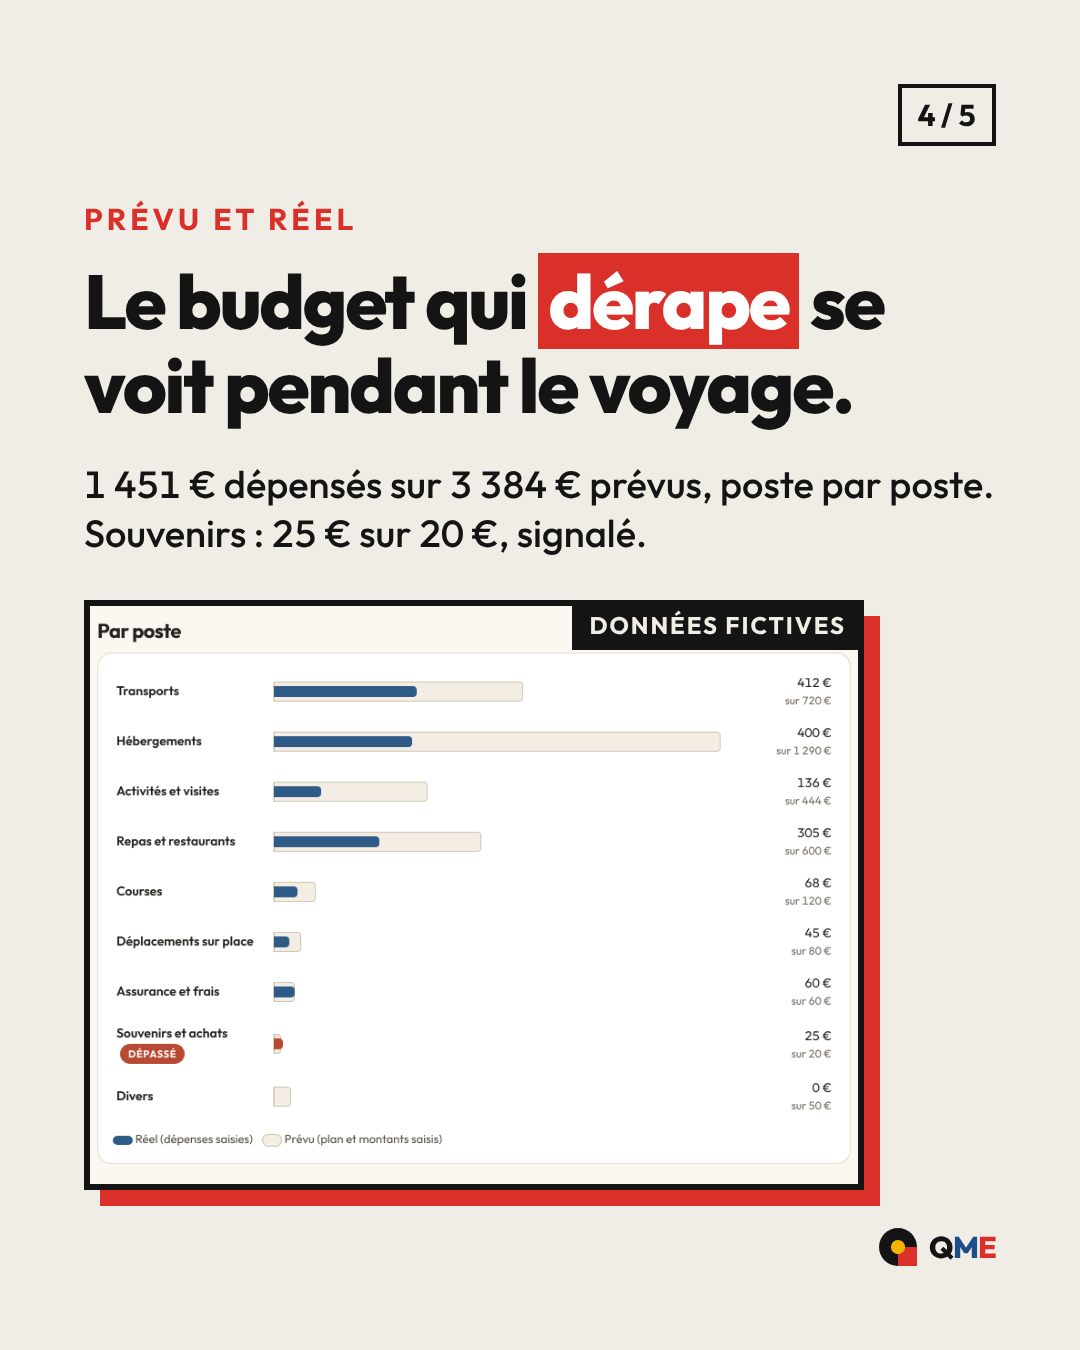 4 / 5
PRÉVU ET RÉEL
Le budget qui dérape se
voit pendant le voyage.
1 451 € dépensés sur 3 384 € prévus, poste par poste.
Souvenirs : 25 € sur 20 €, signalé.
DONNÉES FICTIVES
Par poste
Transports
412 €
sur 720 €
Hébergements
400 €
sur 1 290 €
Activités et visites
136 €
sur 444 €
Repas et restaurants
305 €
sur 600 €
Courses
68 €
sur 120 €
Déplacements sur place
45 €
sur 80 €
Assurance et frais
60 €
sur 60 €
Souvenirs et achats
DÉPASSÉ
25 €
sur 20 €
Divers
0 €
sur 50 €
Réel (dépenses saisies) Prévu (plan et montants saisis)
QME